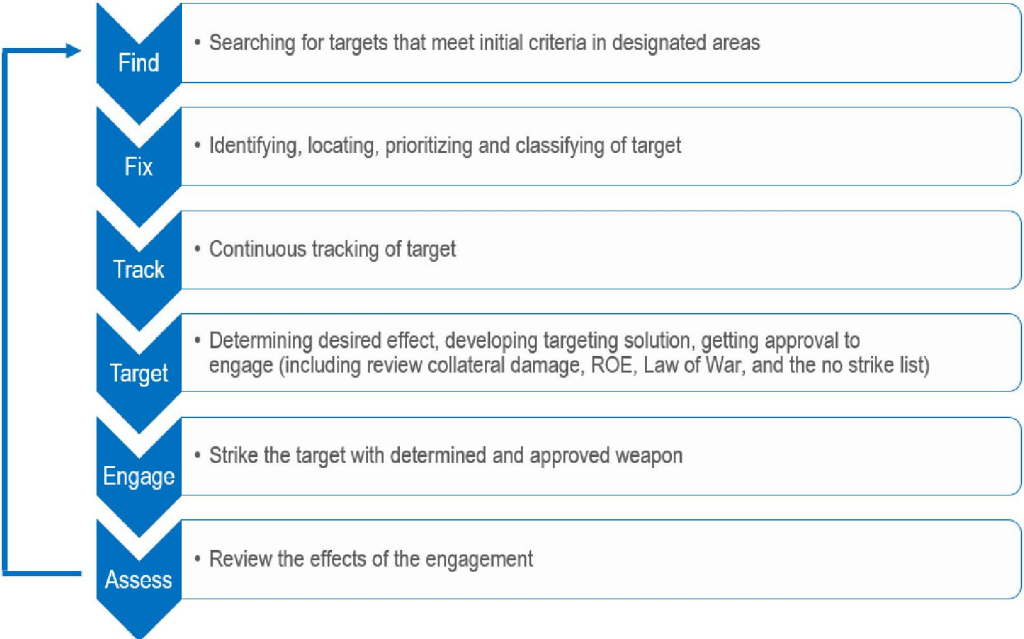 Find
• Searching for targets that meet initial criteria in designated areas
Fix
• Identifying, locating, prioritizing and classifying of target
Track
• Continuous tracking of target
Target
• Determining desired effect, developing targeting solution, getting approval to
engage (including review collateral damage, ROE, Law of War, and the no strike list)
Engage
• Strike the target with determined and approved weapon
Assess
• Review the effects of the engagement